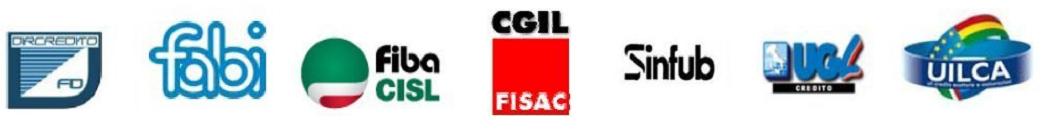 DIRCREDITO
FD
fabi
Fiba
CISL
CGIL
FISAC
Sinfub
UGL
CREDITO
UILCA